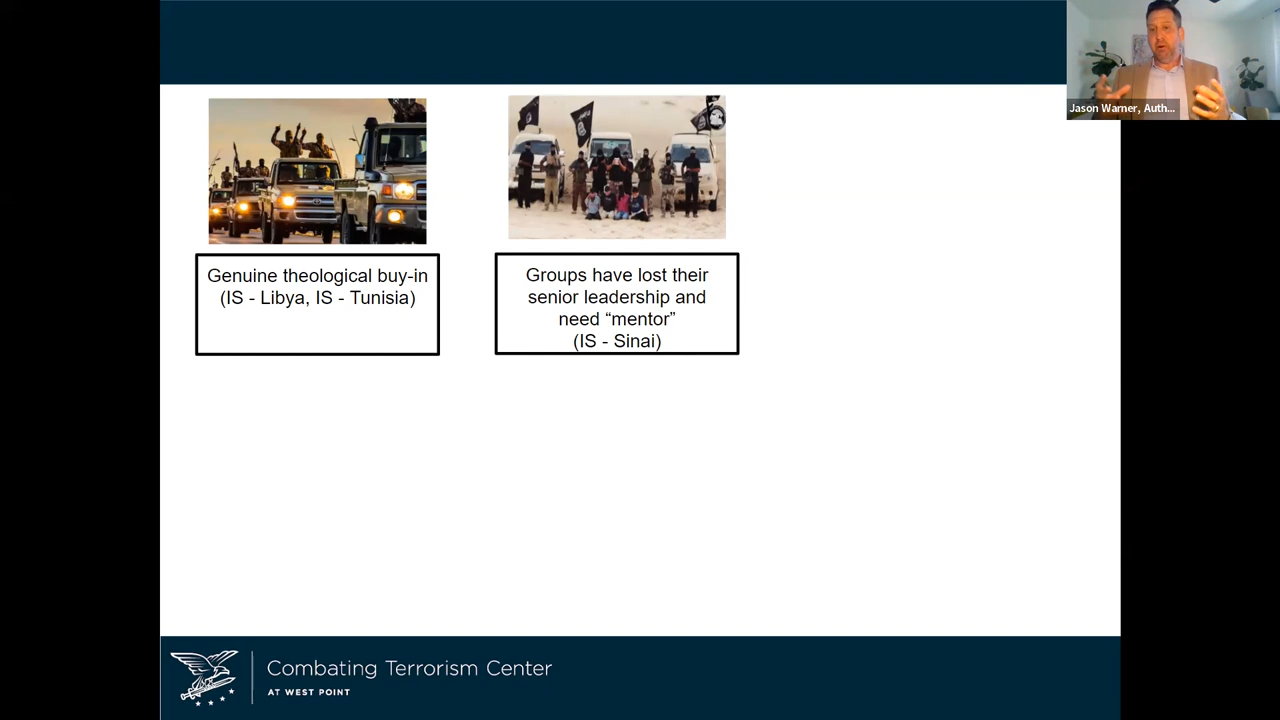 Jason Warner, Auth...
Genuine theological buy-in
(IS - Libya, IS - Tunisia)
Groups have lost their
senior leadership and
need “mentor”
(IS - Sinai)
Combating Terrorism Center
AT WEST POINT